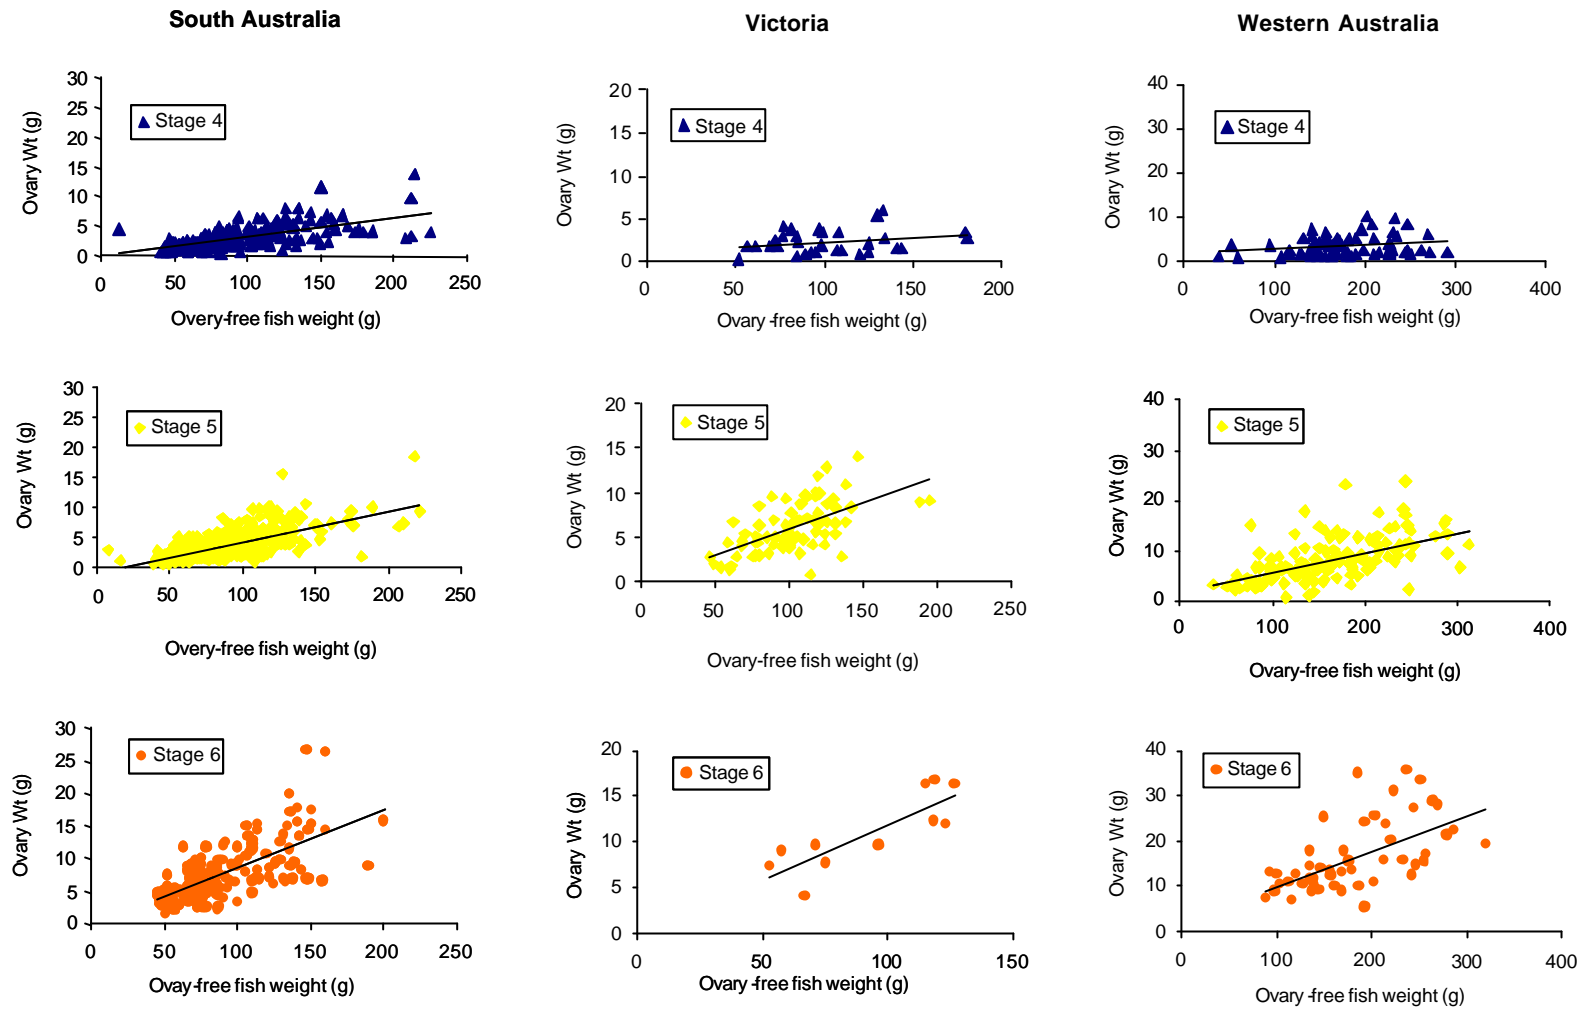 South Australia
Victoria
Western Australia
30
25
20
15
10
5
0
Ovary Wt (g)
Stage 4
0 50 100 150 200 250
Overy-free fish weight (g)
20
15
10
5
0
Ovary Wt (g)
Stage 4
0 50 100 150 200
Ovary -free fish weight (g)
40
30
20
10
0
Ovary Wt (g)
Stage 4
0 100 200 300 400
Ovary-free fish weight (g)
30
25
20
15
10
5
0
Ovary Wt (g)
Stage 5
0 50 100 150 200 250
Overy-free fish weight (g)
20
15
10
5
0
Ovary Wt (g)
Stage 5
0 50 100 150 200 250
Ovary-free fish weight (g)
40
30
20
10
0
Ovary Wt (g)
Stage 5
0 100 200 300 400
Ovary-free fish weight (g)
30
25
20
15
10
5
0
Ovary Wt (g)
Stage 6
0 50 100 150 200 250
Ovay-free fish weight (g)
20
15
10
5
0
Ovary Wt (g)
Stage 6
0 50 100 150
Ovary -free fish weight (g)
40
30
20
10
0
Ovary Wt (g)
Stage 6
0 100 200 300 400
Ovary -free fish weight (g)